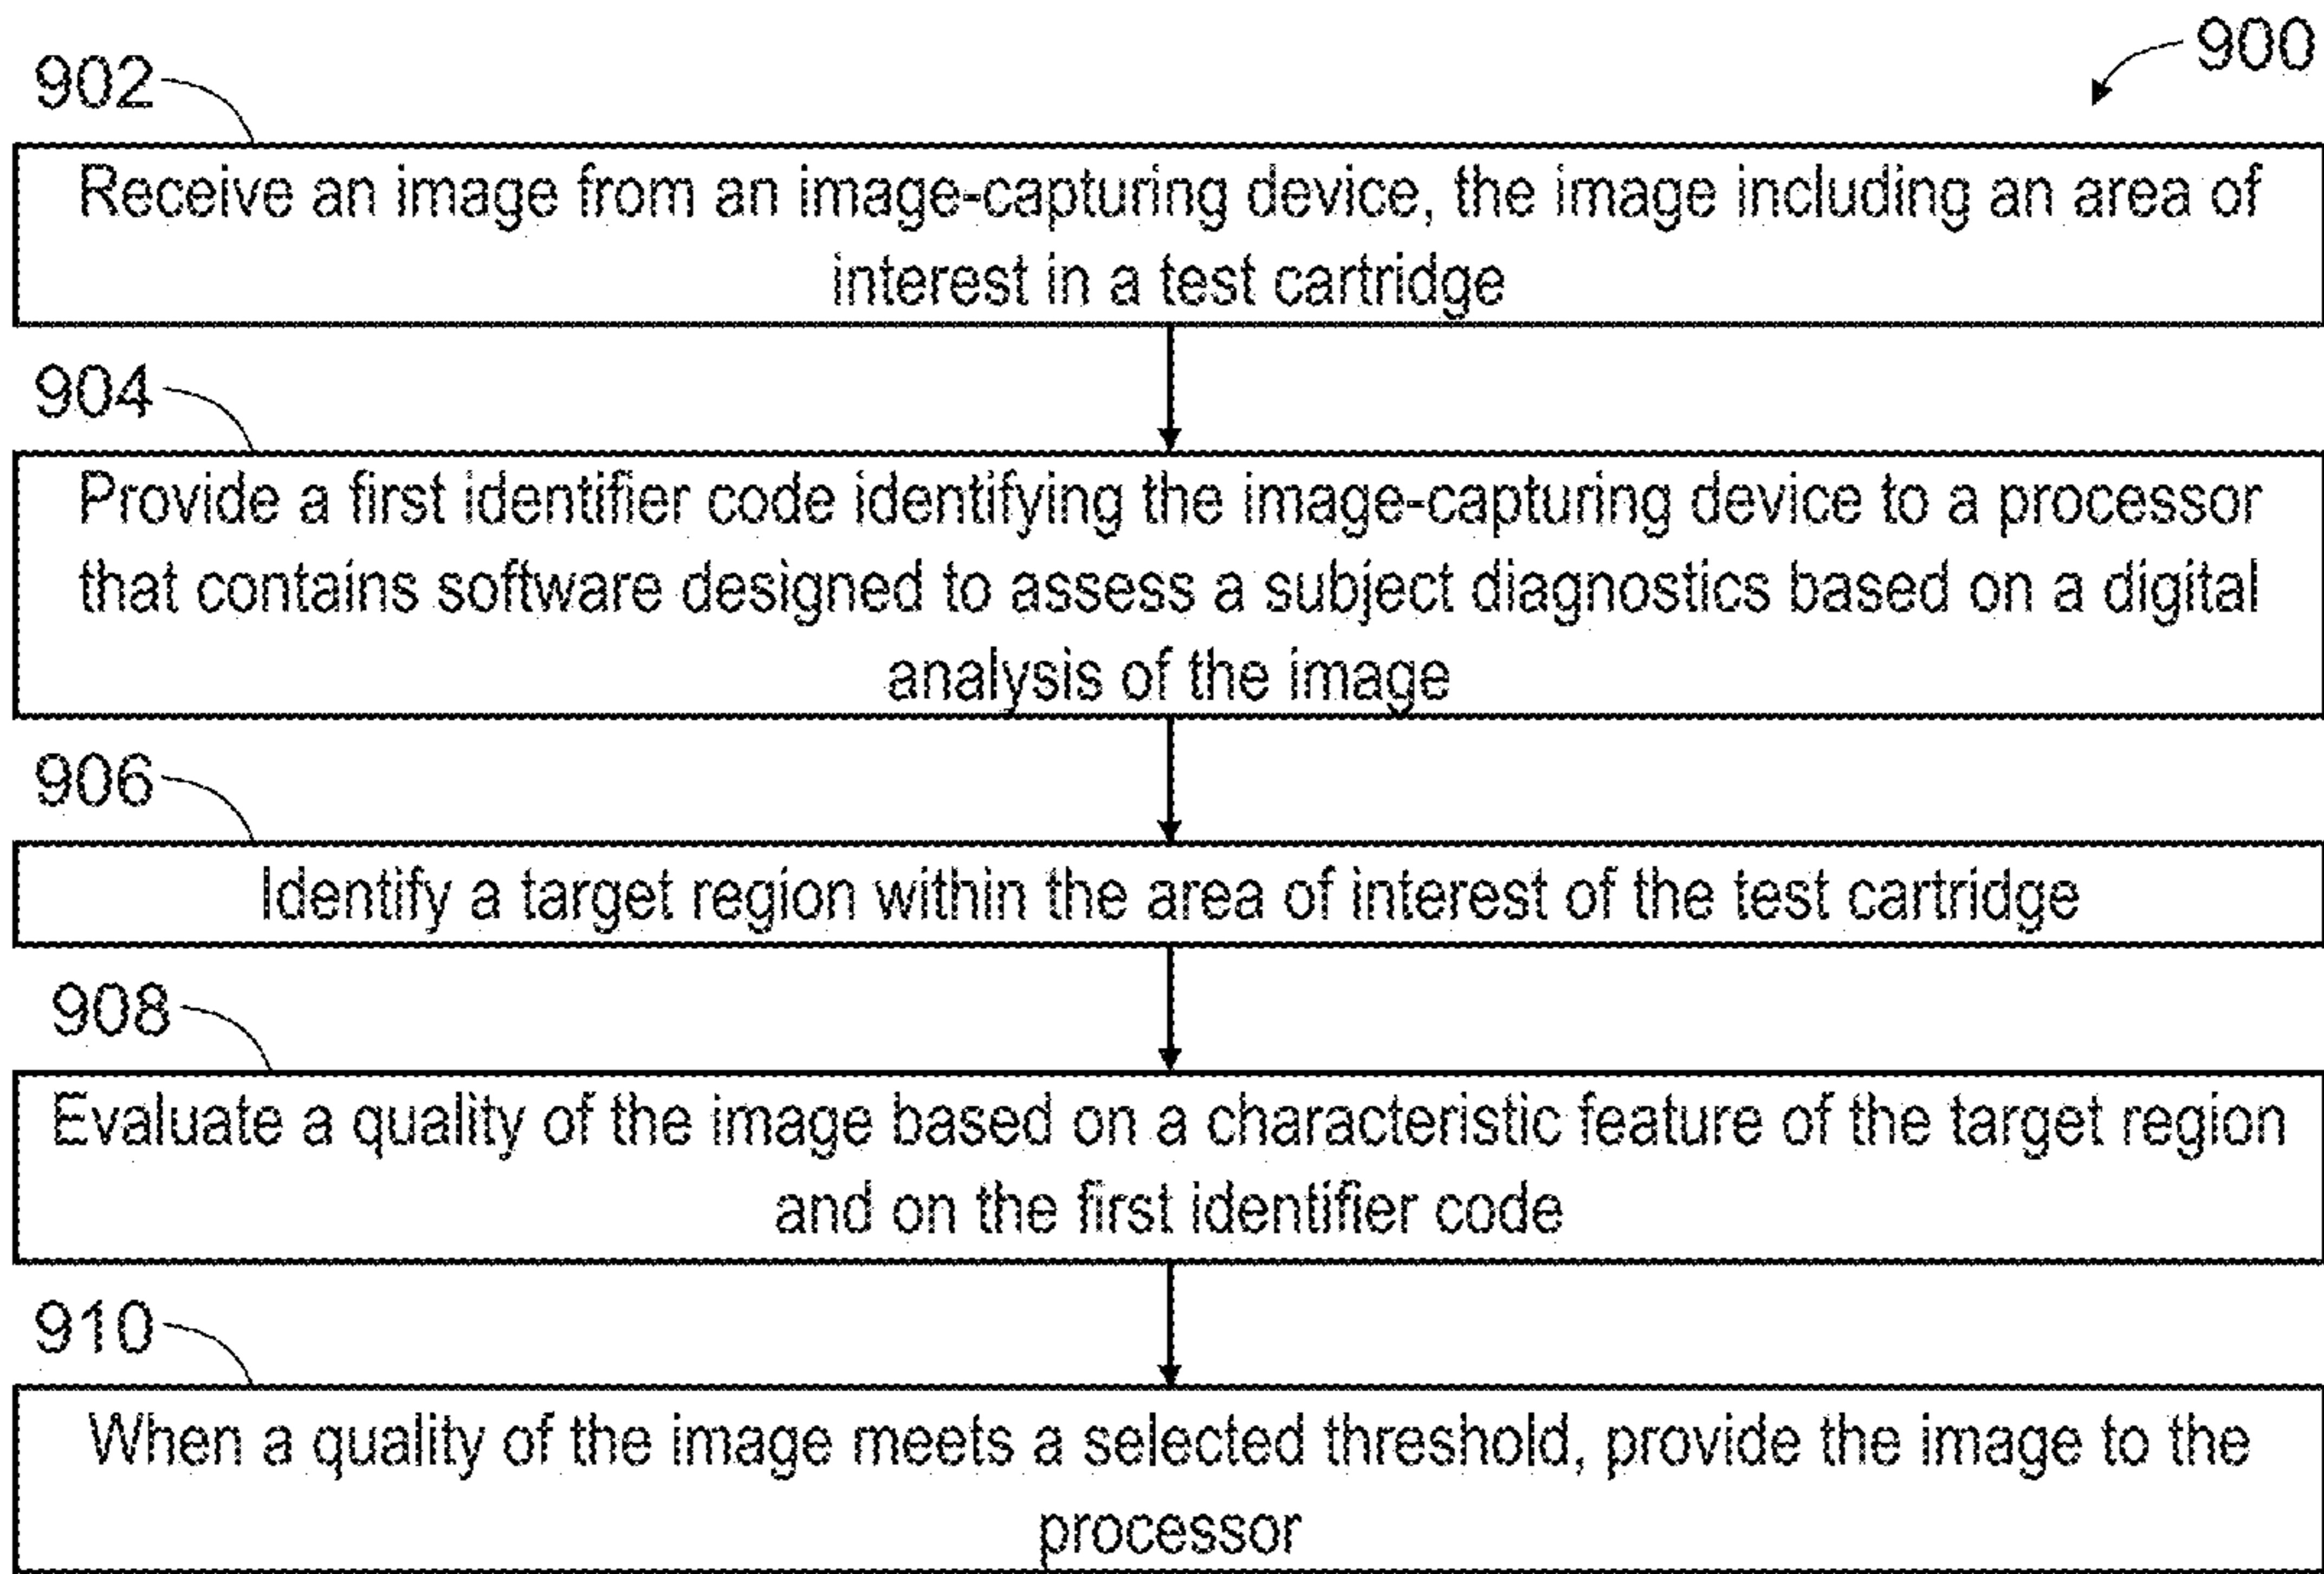 900
902
Receive an image from an image-capturing device, the image including an area of
interest in a test cartridge
904
Provide a first identifier code identifying the image-capturing device to a processor
that contains software designed to assess a subject diagnostics based on a digital
analysis of the image
906
Identify a target region within the area of interest of the test cartridge
908
Evaluate a quality of the image based on a characteristic feature of the target region
and on the first identifier code
910
When a quality of the image meets a selected threshold, provide the image to the
processor